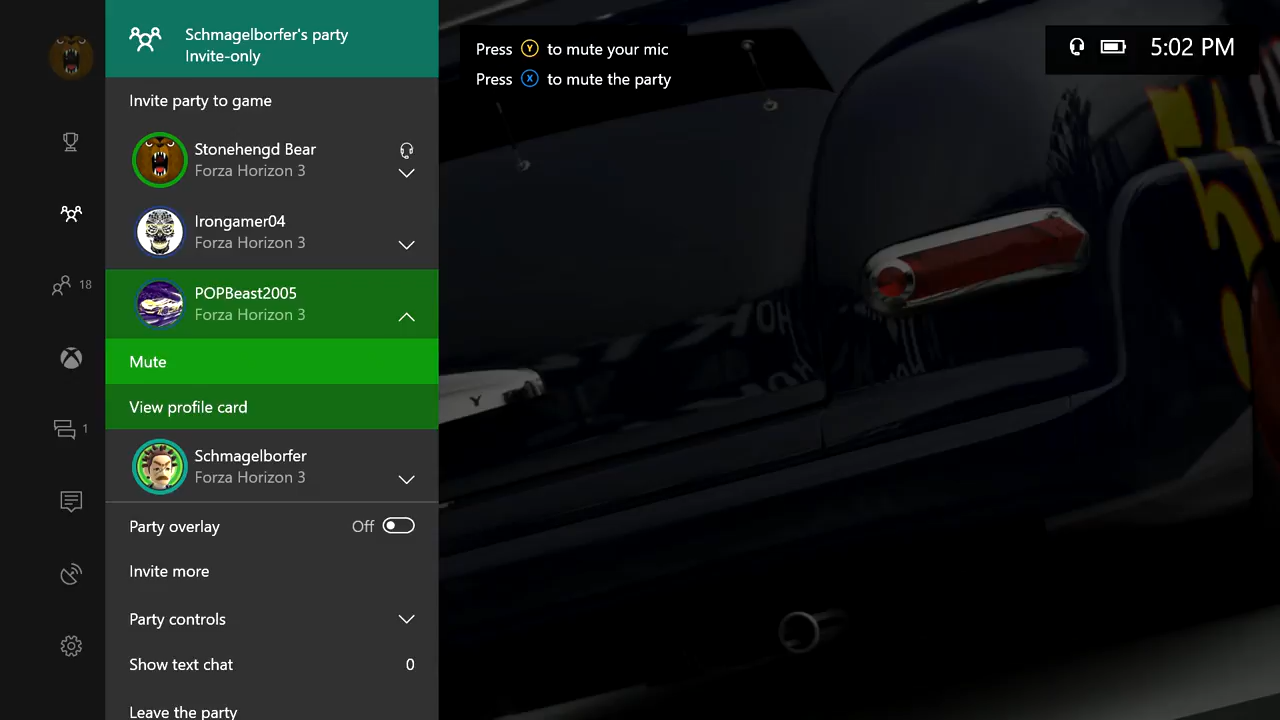 Schmagelborfer's party
Invite-only
Invite party to game
Stonehengd Bear
Forza Horizon 3
Irongamer04
Forza Horizon 3
POPBeast2005
Forza Horizon 3
Mute
View profile card
Schmagelborfer
Forza Horizon 3
Party overlay Off
Invite more
Party controls
Show text chat 0
Leave the party
18
1
Press Y to mute your mic
Press X to mute the party
5:02 PM